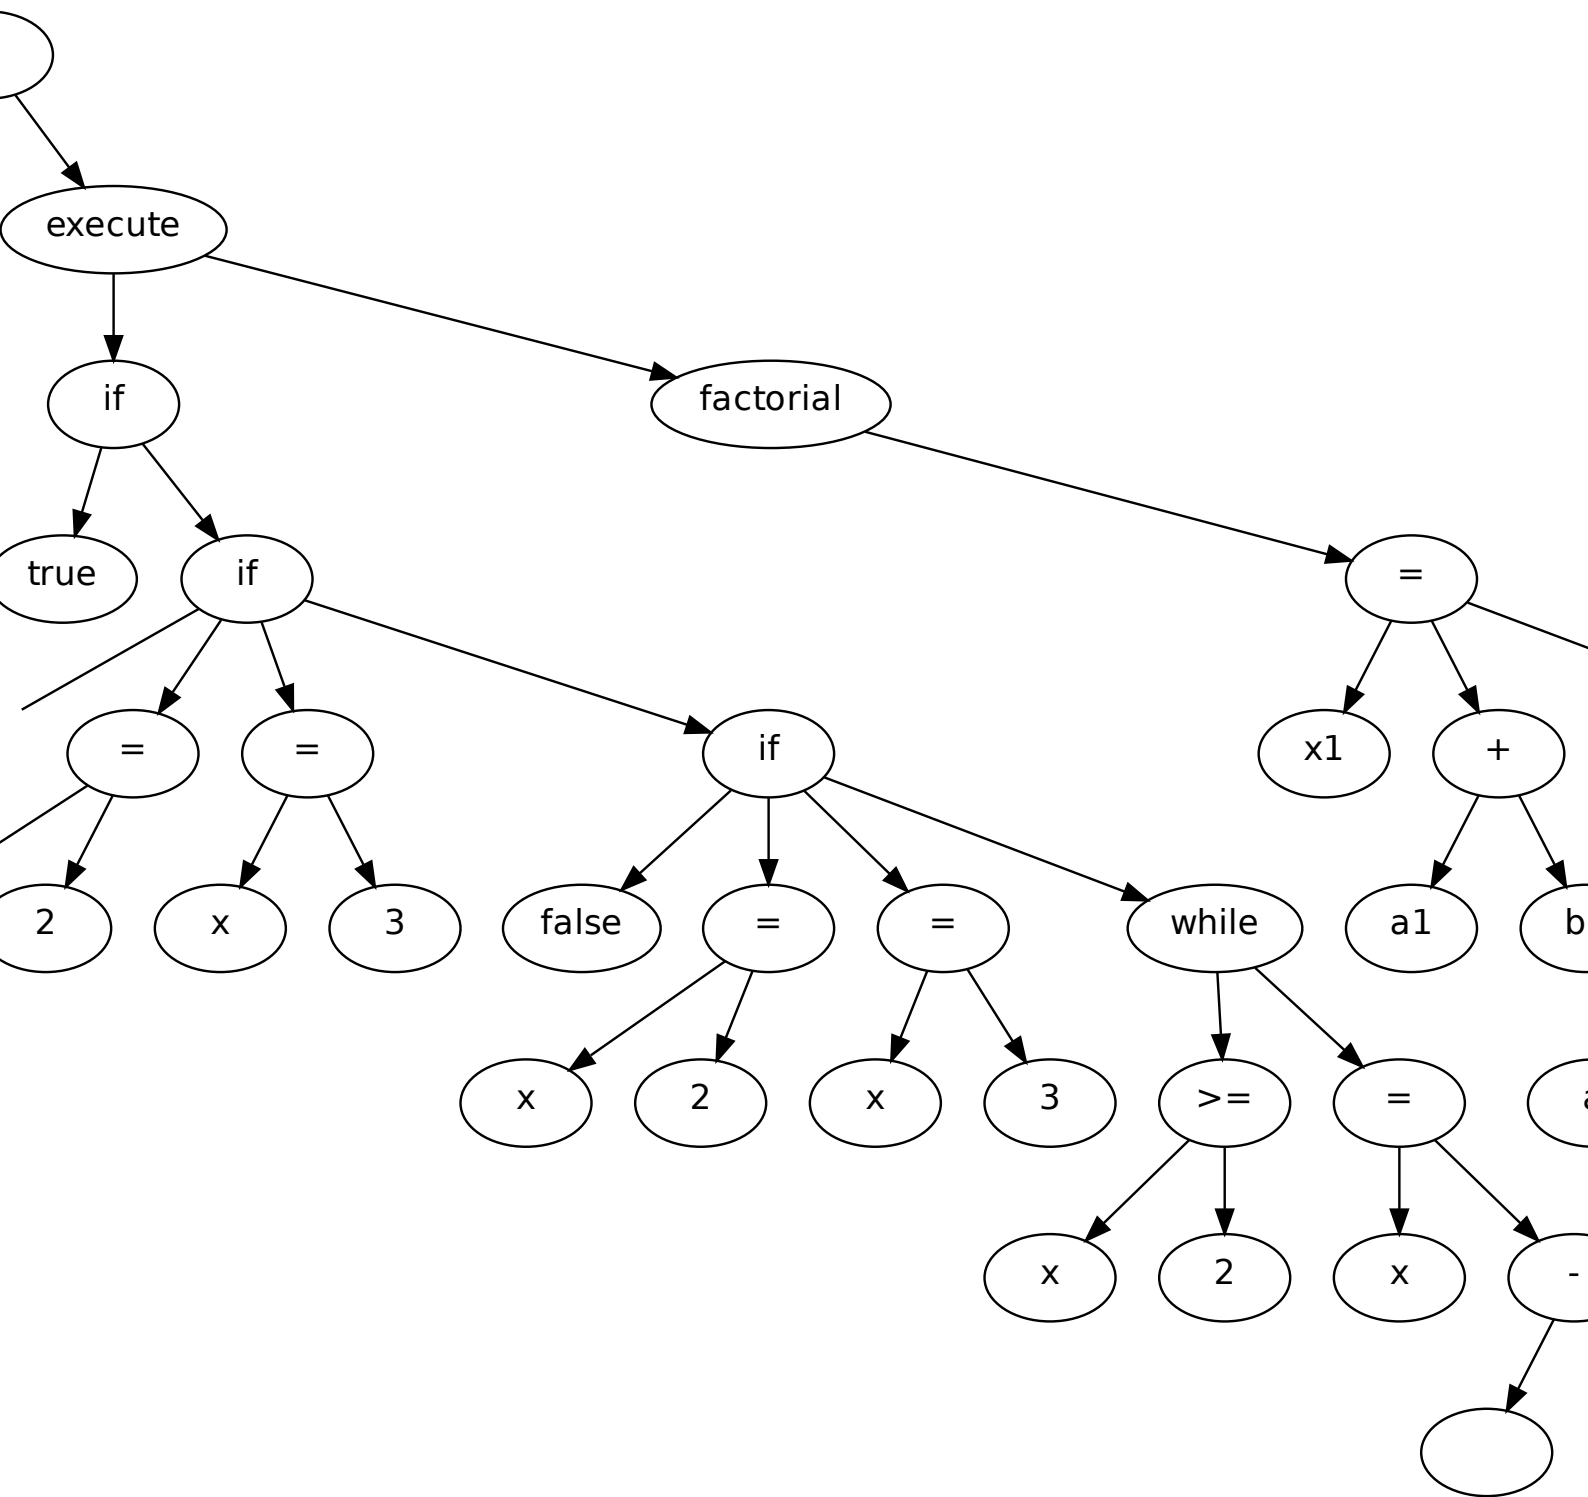 execute
if
factorial
true
if
=
=
=
if
x1
+
2
x
3
false
=
=
while
a1
b
x
2
x
3
>=
=
x
2
x
-